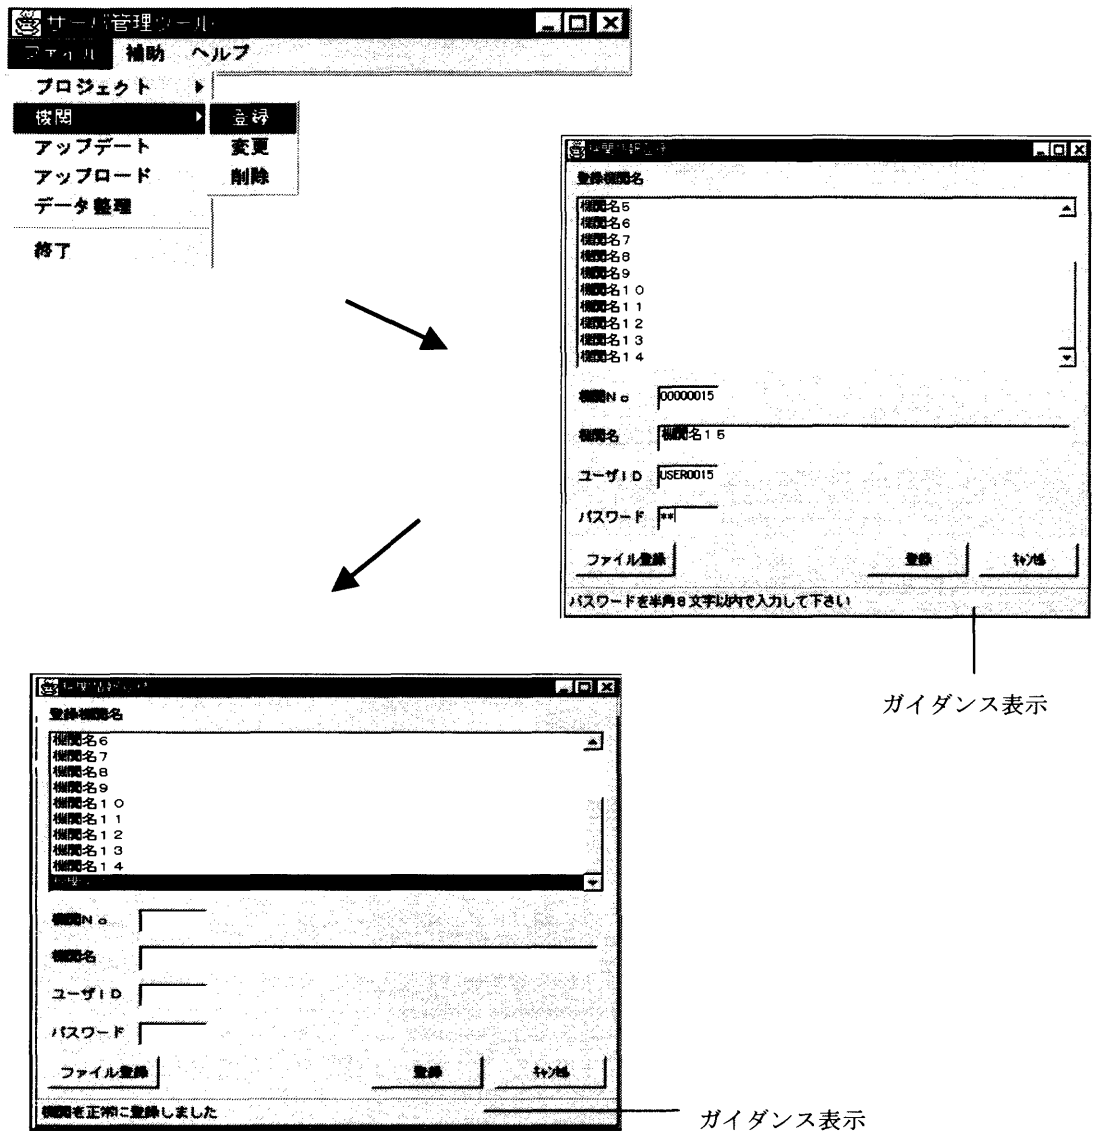 サーバ管理ツール
ファイル 補助 ヘルプ
プロジェクト
機関
アップデート
アップロード
データ整理
終了
登録
変更
削除
機関情報登録
登録機関名
機関名5
機関名6
機関名7
機関名8
機関名9
機関名10
機関名11
機関名12
機関名13
機関名14
機関No 00000015
機関名 機関名15
ユーザID USER0015
パスワード **
ファイル登録 登録 ｷｬﾝｾﾙ
パスワードを半角8文字以内で入力して下さい
ガイダンス表示
機関情報登録
登録機関名
機関名6
機関名7
機関名8
機関名9
機関名10
機関名11
機関名12
機関名13
機関名14
機関No
機関名
ユーザID
パスワード
ファイル登録 登録 ｷｬﾝｾﾙ
機関を正常に登録しました
ガイダンス表示